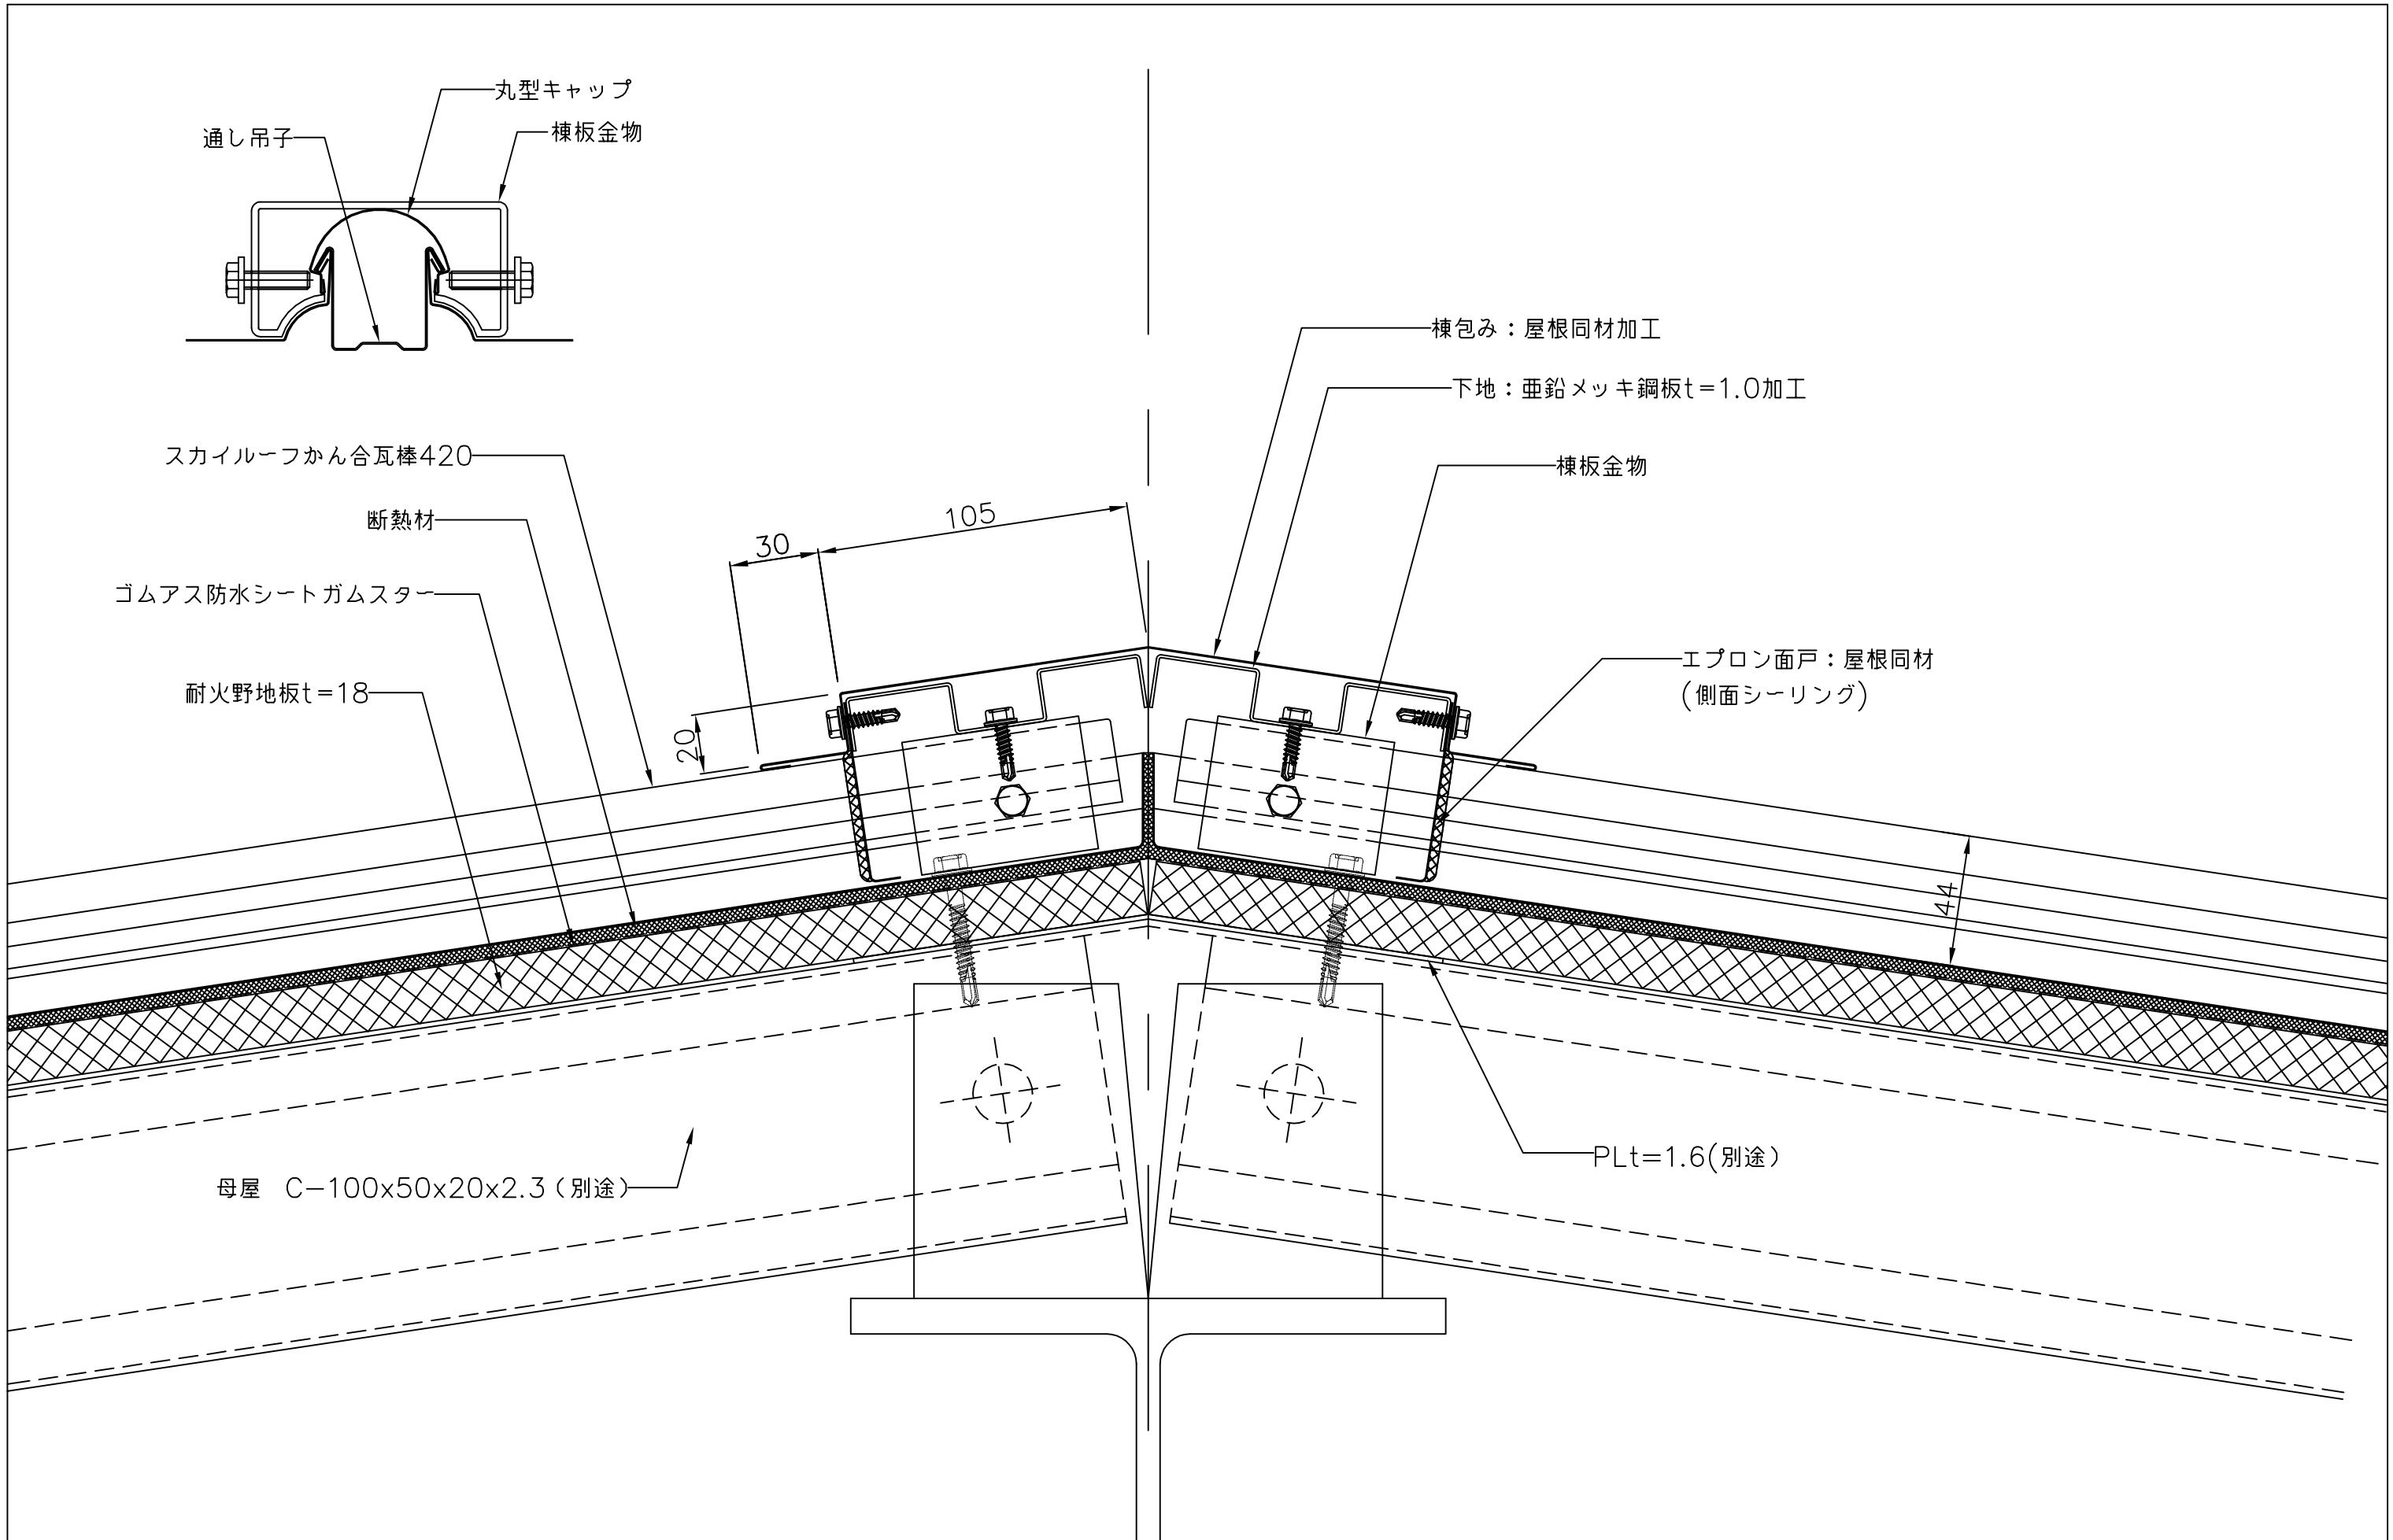 丸型キャップ
棟板金物
通し吊子
棟包み：屋根同材加工
下地：亜鉛メッキ鋼板t=1.0加工
スカイルーフかん合瓦棒420
棟板金物
断熱材
105
30
ゴムアス防水シートガムスター
エプロン面戸：屋根同材
(側面シーリング)
耐火野地板t=18
20
44
PLt=1.6(別途)
母屋　C-100x50x20x2.3(別途)